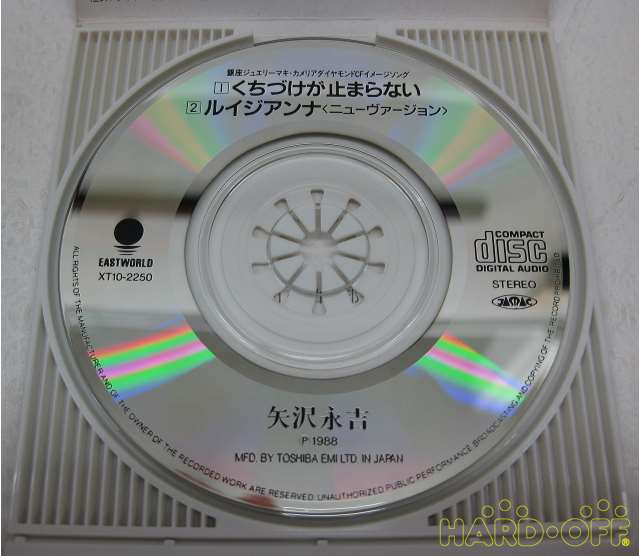 銀座ジュエリーマキ・カメリアダイヤモンドCFイメージソング
1 くちづけが止まらない
2 ルイジアンナ〈ニューヴァージョン〉
EASTWORLD
XT10-2250
COMPACT
disc
DIGITAL AUDIO
STEREO
JASRAC
矢沢永吉
℗1988
MFD. BY TOSHIBA EMI LTD. IN JAPAN
ALL RIGHTS OF THE MANUFACTURER AND OF THE OWNER OF THE RECORDED WORK ARE RESERVED. UNAUTHORIZED PUBLIC PERFORMANCE, BROADCASTING AND COPYING OF THE RECORD PROHIBITED
HARD・OFF